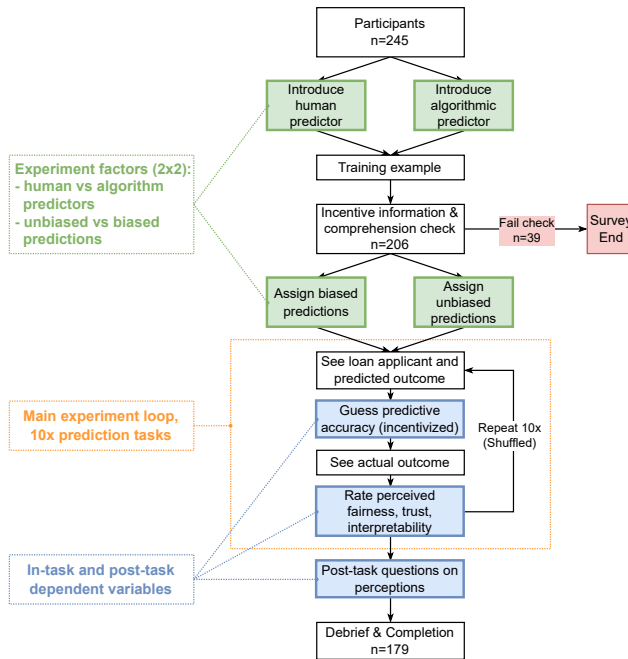 Participants
n=245
Introduce
human
predictor
Introduce
algorithmic
predictor
Experiment factors (2x2):
- human vs algorithm
predictors
- unbiased vs biased
predictions
Training example
Incentive information &
comprehension check
n=206
Fail check
n=39
Survey
End
Assign biased
predictions
Assign
unbiased
predictions
See loan applicant and
predicted outcome
Main experiment loop,
10x prediction tasks
Guess predictive
accuracy (incentivized)
Repeat 10x
(Shuffled)
See actual outcome
Rate perceived
fairness, trust,
interpretability
In-task and post-task
dependent variables
Post-task questions on
perceptions
Debrief & Completion
n=179